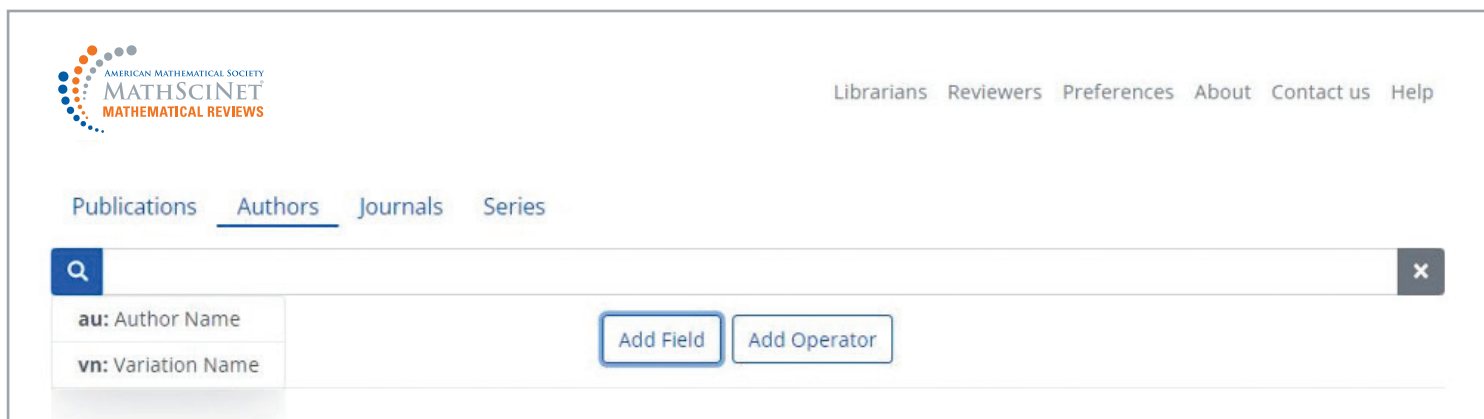 AMERICAN MATHEMATICAL SOCIETY
MATHSCINET
MATHEMATICAL REVIEWS
Librarians Reviewers Preferences About Contact us Help
Publications Authors Journals Series
au: Author Name
vn: Variation Name
Add Field Add Operator